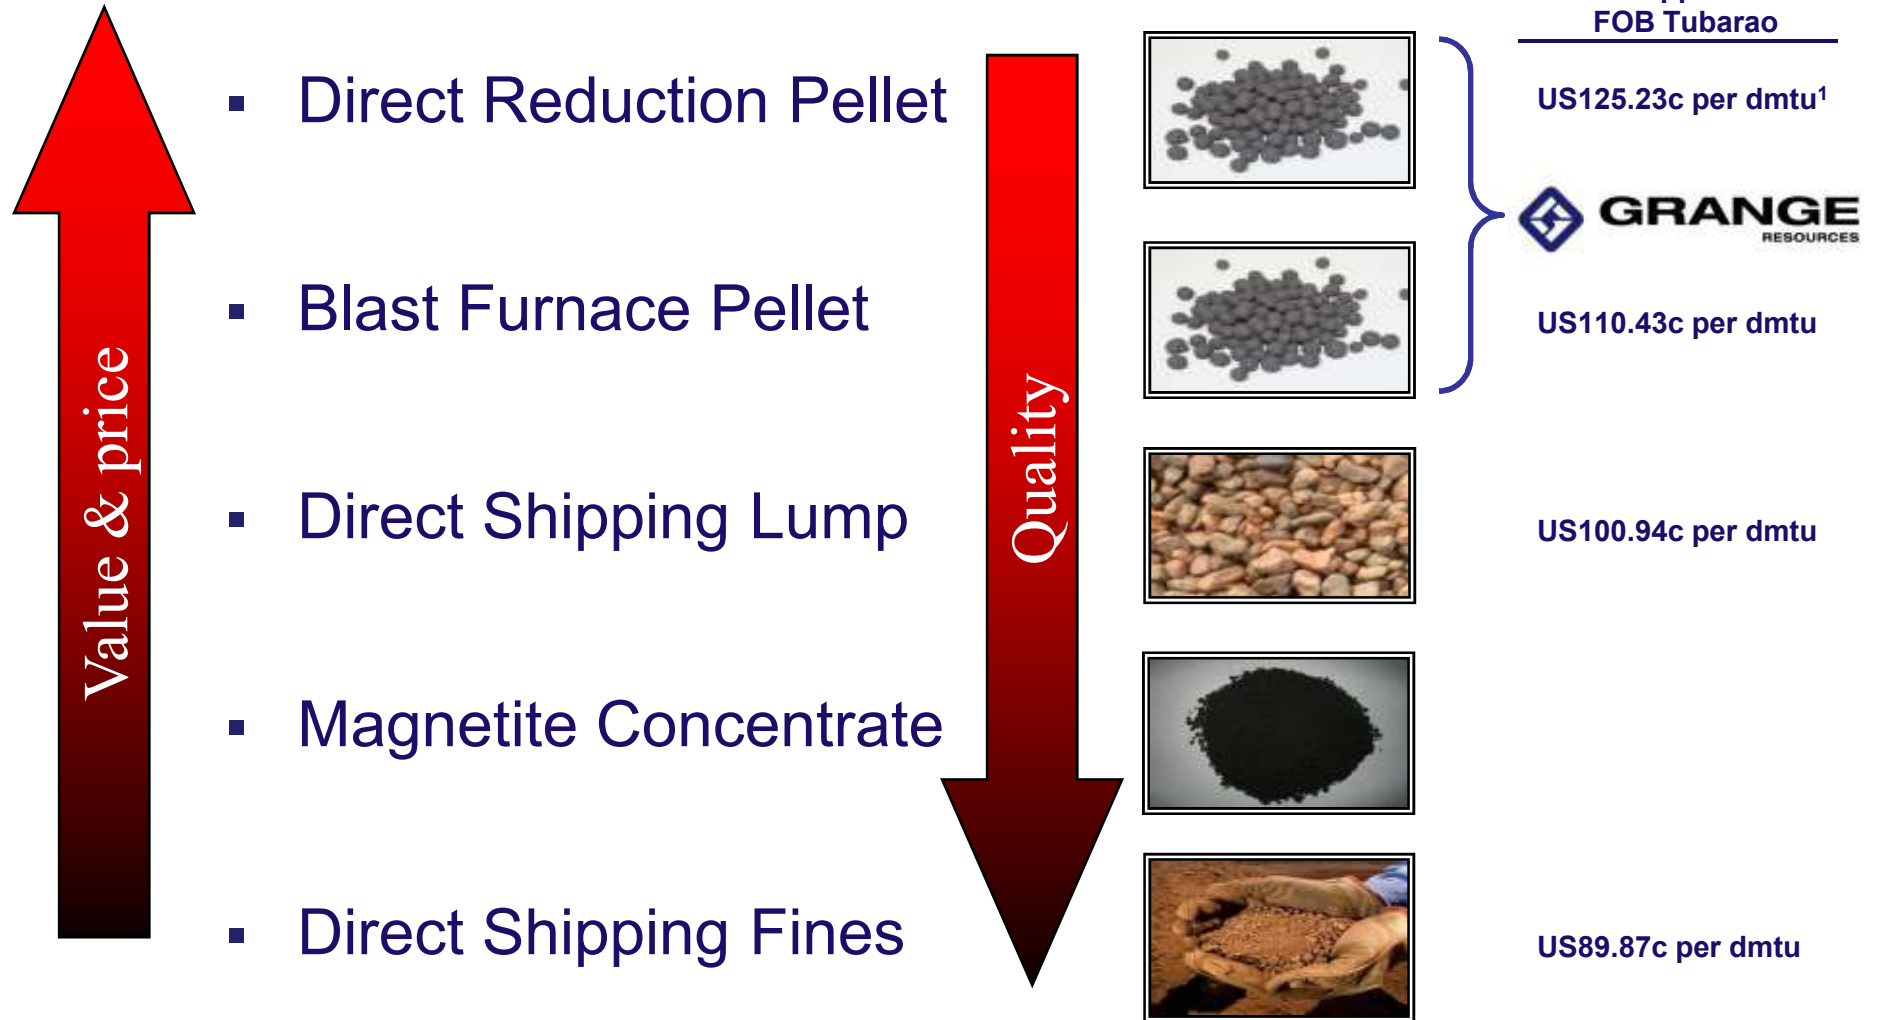 FOB Tubarao
▪ Direct Reduction Pellet
US125.23c per dmtu¹
GRANGE
RESOURCES
▪ Blast Furnace Pellet
US110.43c per dmtu
Value & price
Quality
▪ Direct Shipping Lump
US100.94c per dmtu
▪ Magnetite Concentrate
▪ Direct Shipping Fines
US89.87c per dmtu